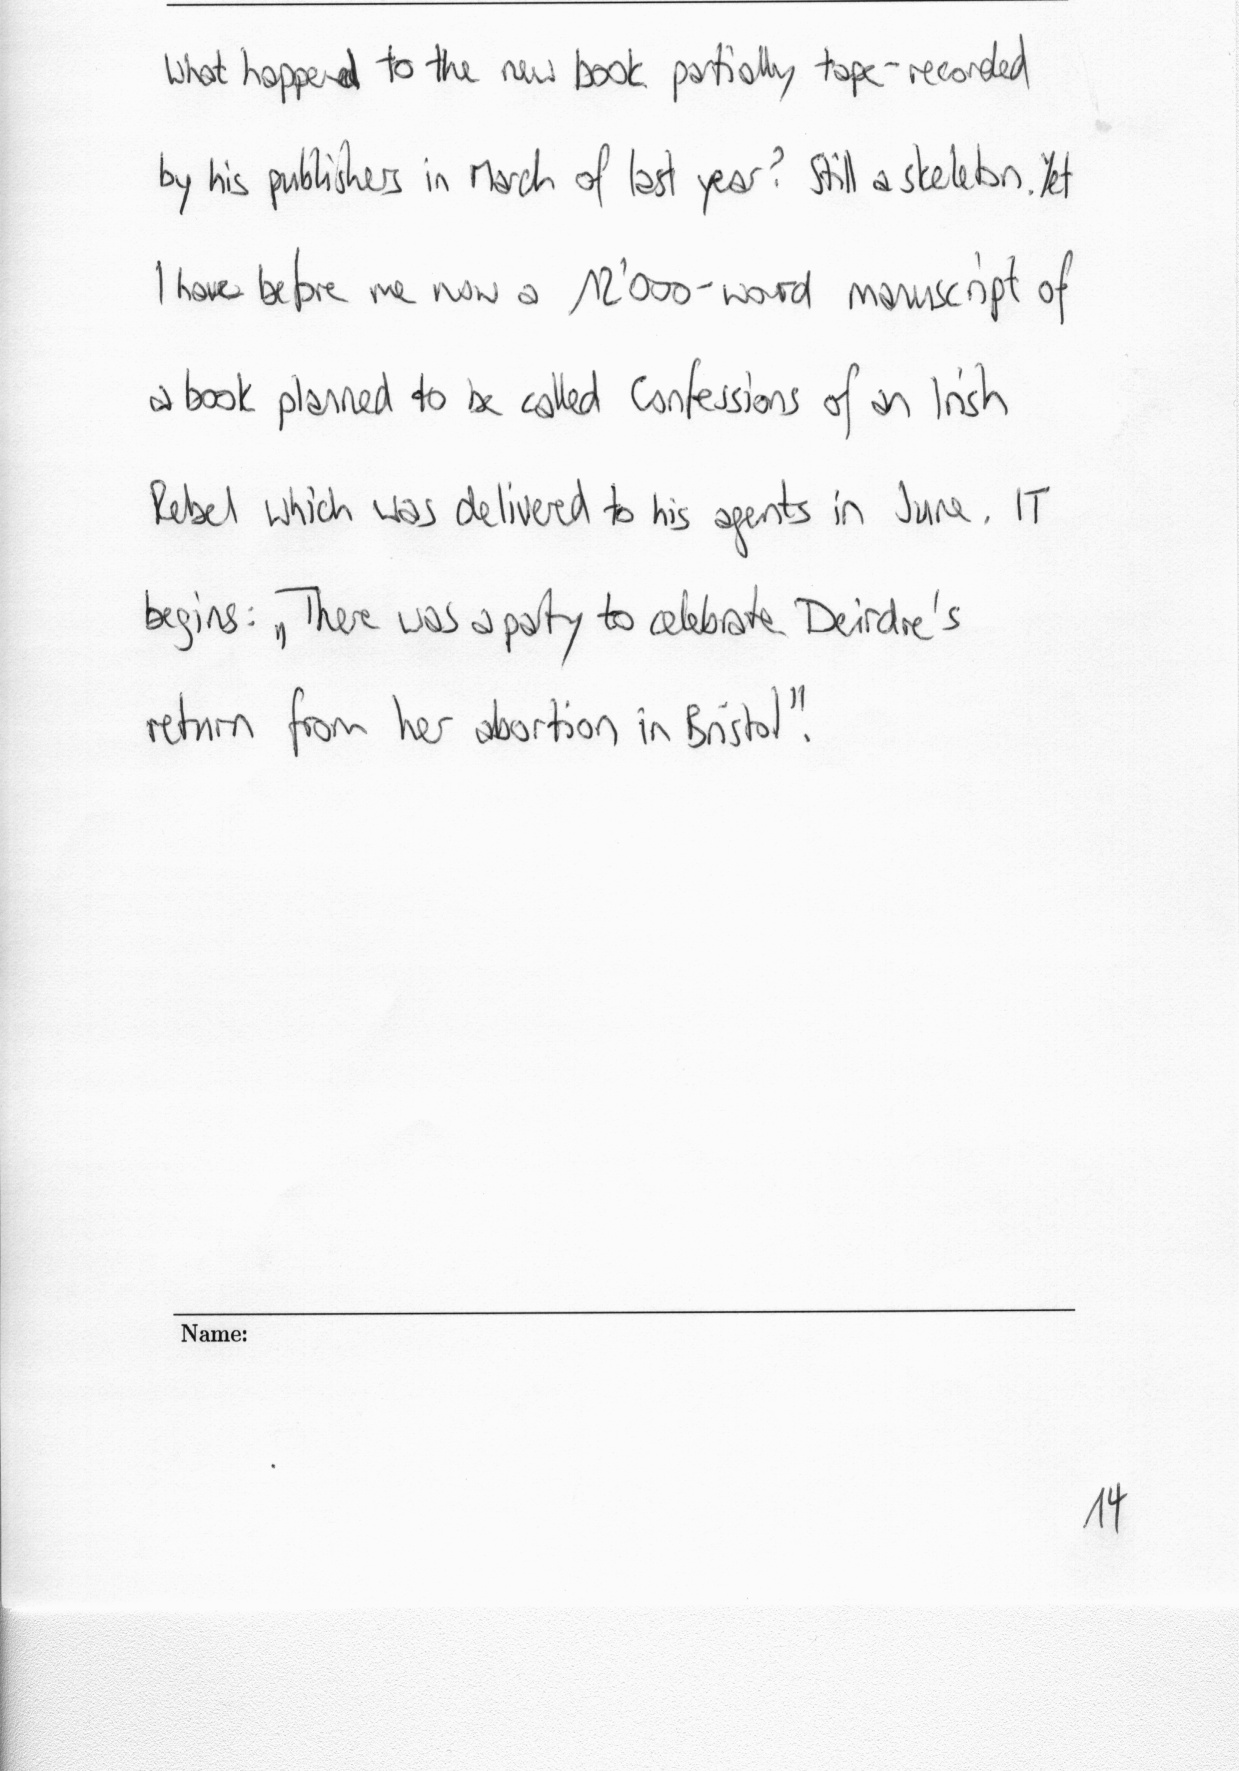 What happened to the new book partially tape-recorded
by his publishers in March of last year? Still a skeleton. Yet
I have before me now a 12'000-word manuscript of
a book planned to be called Confessions of an Irish
Rebel which was delivered to his agents in June. IT
begins: „There was a party to celebrate Deirdre's
return from her abortion in Bristol".
Name:
14